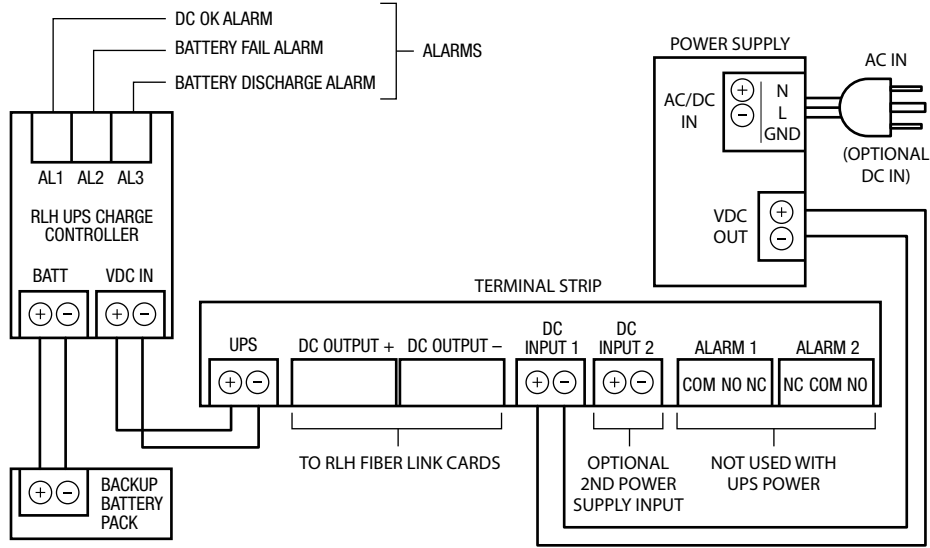 DC OK ALARM
BATTERY FAIL ALARM
BATTERY DISCHARGE ALARM
ALARMS
AL1 AL2 AL3
RLH UPS CHARGE
CONTROLLER
BATT VDC IN
+ − + −
+ −
BACKUP
BATTERY
PACK
POWER SUPPLY
AC IN
AC/DC
IN
+ −
N
L
GND
(OPTIONAL
DC IN)
VDC
OUT
+ −
TERMINAL STRIP
UPS
+ −
DC OUTPUT + DC OUTPUT –
DC
INPUT 1
+ −
DC
INPUT 2
+ −
ALARM 1
COM NO NC
ALARM 2
NC COM NO
TO RLH FIBER LINK CARDS
OPTIONAL
2ND POWER
SUPPLY INPUT
NOT USED WITH
UPS POWER